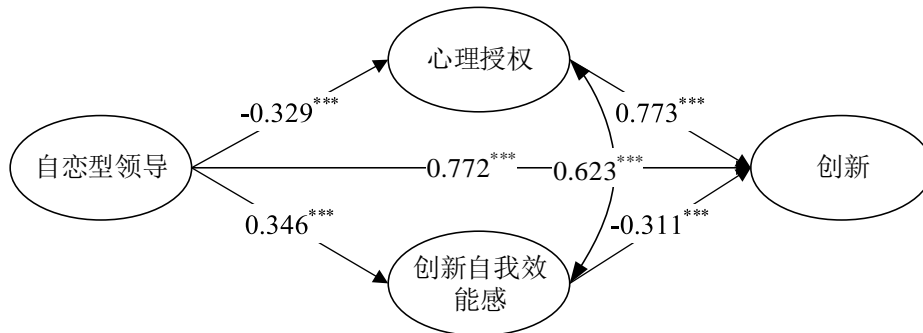 心理授权
-0.329***
0.773***
自恋型领导
0.772***
0.623***
创新
0.346***
-0.311***
创新自我效
能感